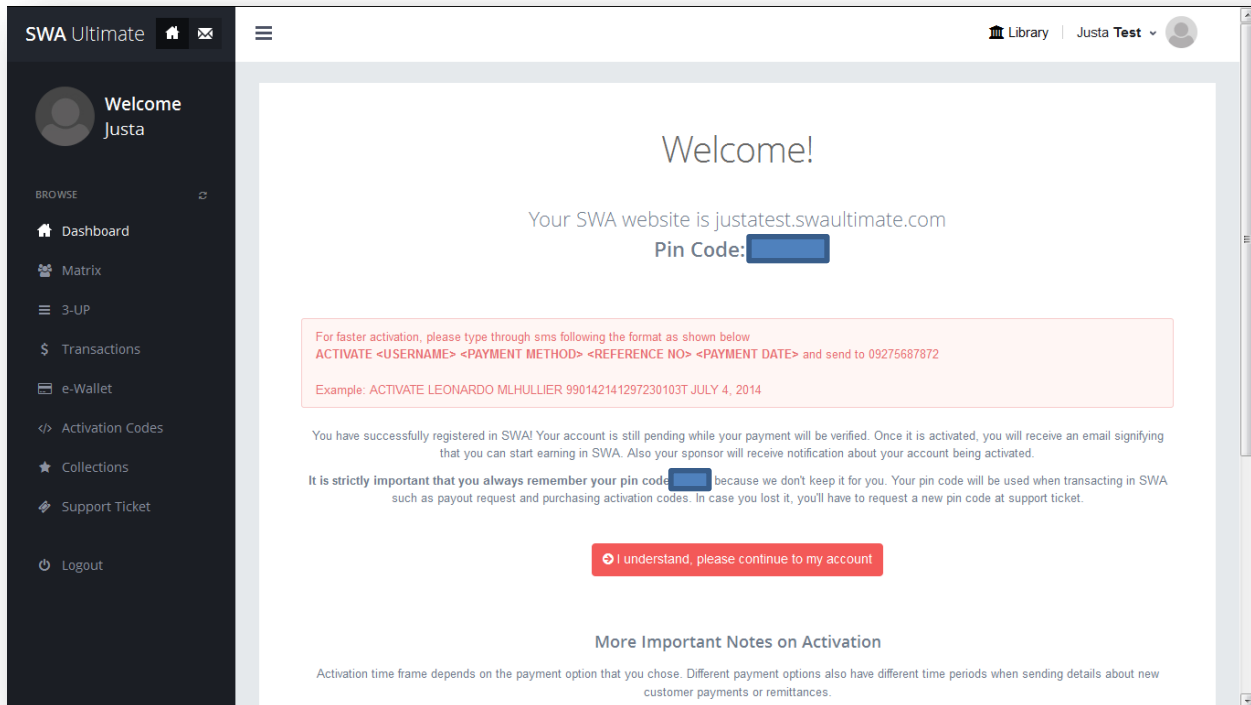 SWA Ultimate
Library
Justa Test
Welcome
Justa
BROWSE
Dashboard
Matrix
3-UP
Transactions
e-Wallet
Activation Codes
Collections
Support Ticket
Logout
Welcome!
Your SWA website is justatest.swaultimate.com
Pin Code:
For faster activation, please type through sms following the format as shown below
ACTIVATE <USERNAME> <PAYMENT METHOD> <REFERENCE NO> <PAYMENT DATE> and send to 09275687872
Example: ACTIVATE LEONARDO MLHULLIER 990142141297230103T JULY 4, 2014
You have successfully registered in SWA! Your account is still pending while your payment will be verified. Once it is activated, you will receive an email signifying
that you can start earning in SWA. Also your sponsor will receive notification about your account being activated.
It is strictly important that you always remember your pin code because we don't keep it for you. Your pin code will be used when transacting in SWA
such as payout request and purchasing activation codes. In case you lost it, you'll have to request a new pin code at support ticket.
I understand, please continue to my account
More Important Notes on Activation
Activation time frame depends on the payment option that you chose. Different payment options also have different time periods when sending details about new
customer payments or remittances.